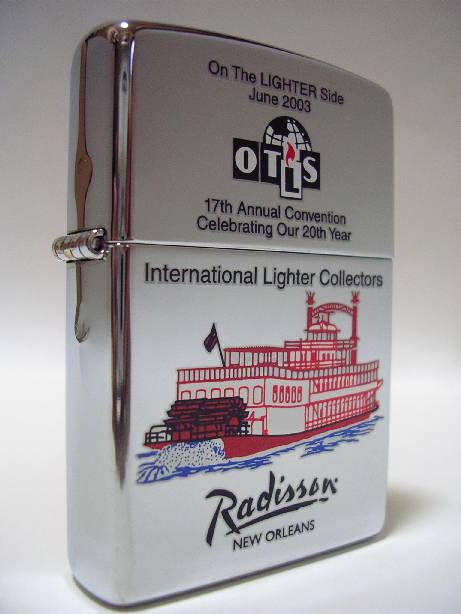 On The LIGHTER Side
June 2003
OTLS
17th Annual Convention
Celebrating Our 20th Year
International Lighter Collectors
Radisson
NEW ORLEANS